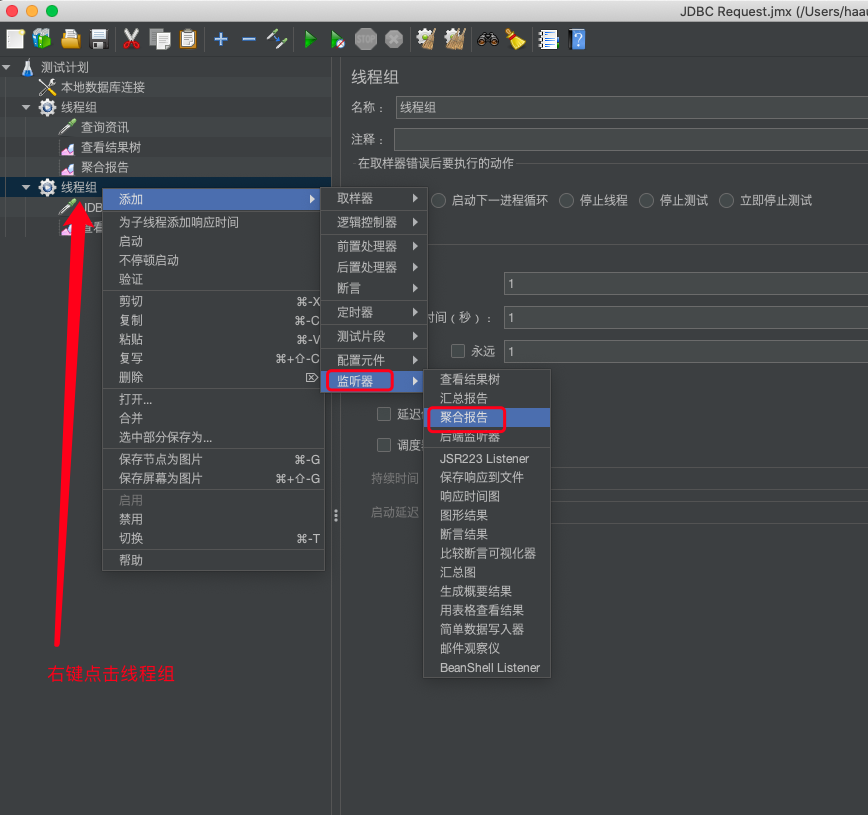 JDBC Request.jmx (/Users/haa
STOP
?
测试计划
本地数据库连接
线程组
查询资讯
查看结果树
聚合报告
线程组
JDB
查看
右键点击线程组
添加
为子线程添加响应时间
启动
不停顿启动
验证
剪切 ⌘-X
复制 ⌘-C
粘贴 ⌘-V
复写 ⌘+⇧-C
删除 ⌦
打开...
合并
选中部分保存为...
保存节点为图片 ⌘-G
保存屏幕为图片 ⌘+⇧-G
启用
禁用
切换 ⌘-T
帮助
取样器
逻辑控制器
前置处理器
后置处理器
断言
定时器
测试片段
配置元件
监听器
查看结果树
汇总报告
聚合报告
后端监听器
JSR223 Listener
保存响应到文件
响应时间图
图形结果
断言结果
比较断言可视化器
汇总图
生成概要结果
用表格查看结果
简单数据写入器
邮件观察仪
BeanShell Listener
线程组
名称： 线程组
注释：
在取样器错误后要执行的动作
启动下一进程循环 停止线程 停止测试 立即停止测试
1
时间（秒）： 1
永远 1
延迟
调度
持续时间
启动延迟